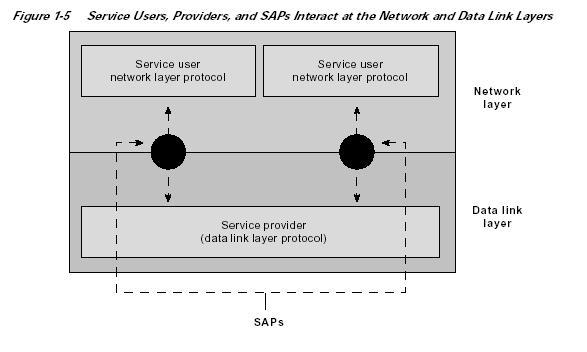 Figure 1-5 Service Users, Providers, and SAPs Interact at the Network and Data Link Layers
Service user
network layer protocol
Service user
network layer protocol
Network
layer
Data link
layer
Service provider
(data link layer protocol)
SAPs